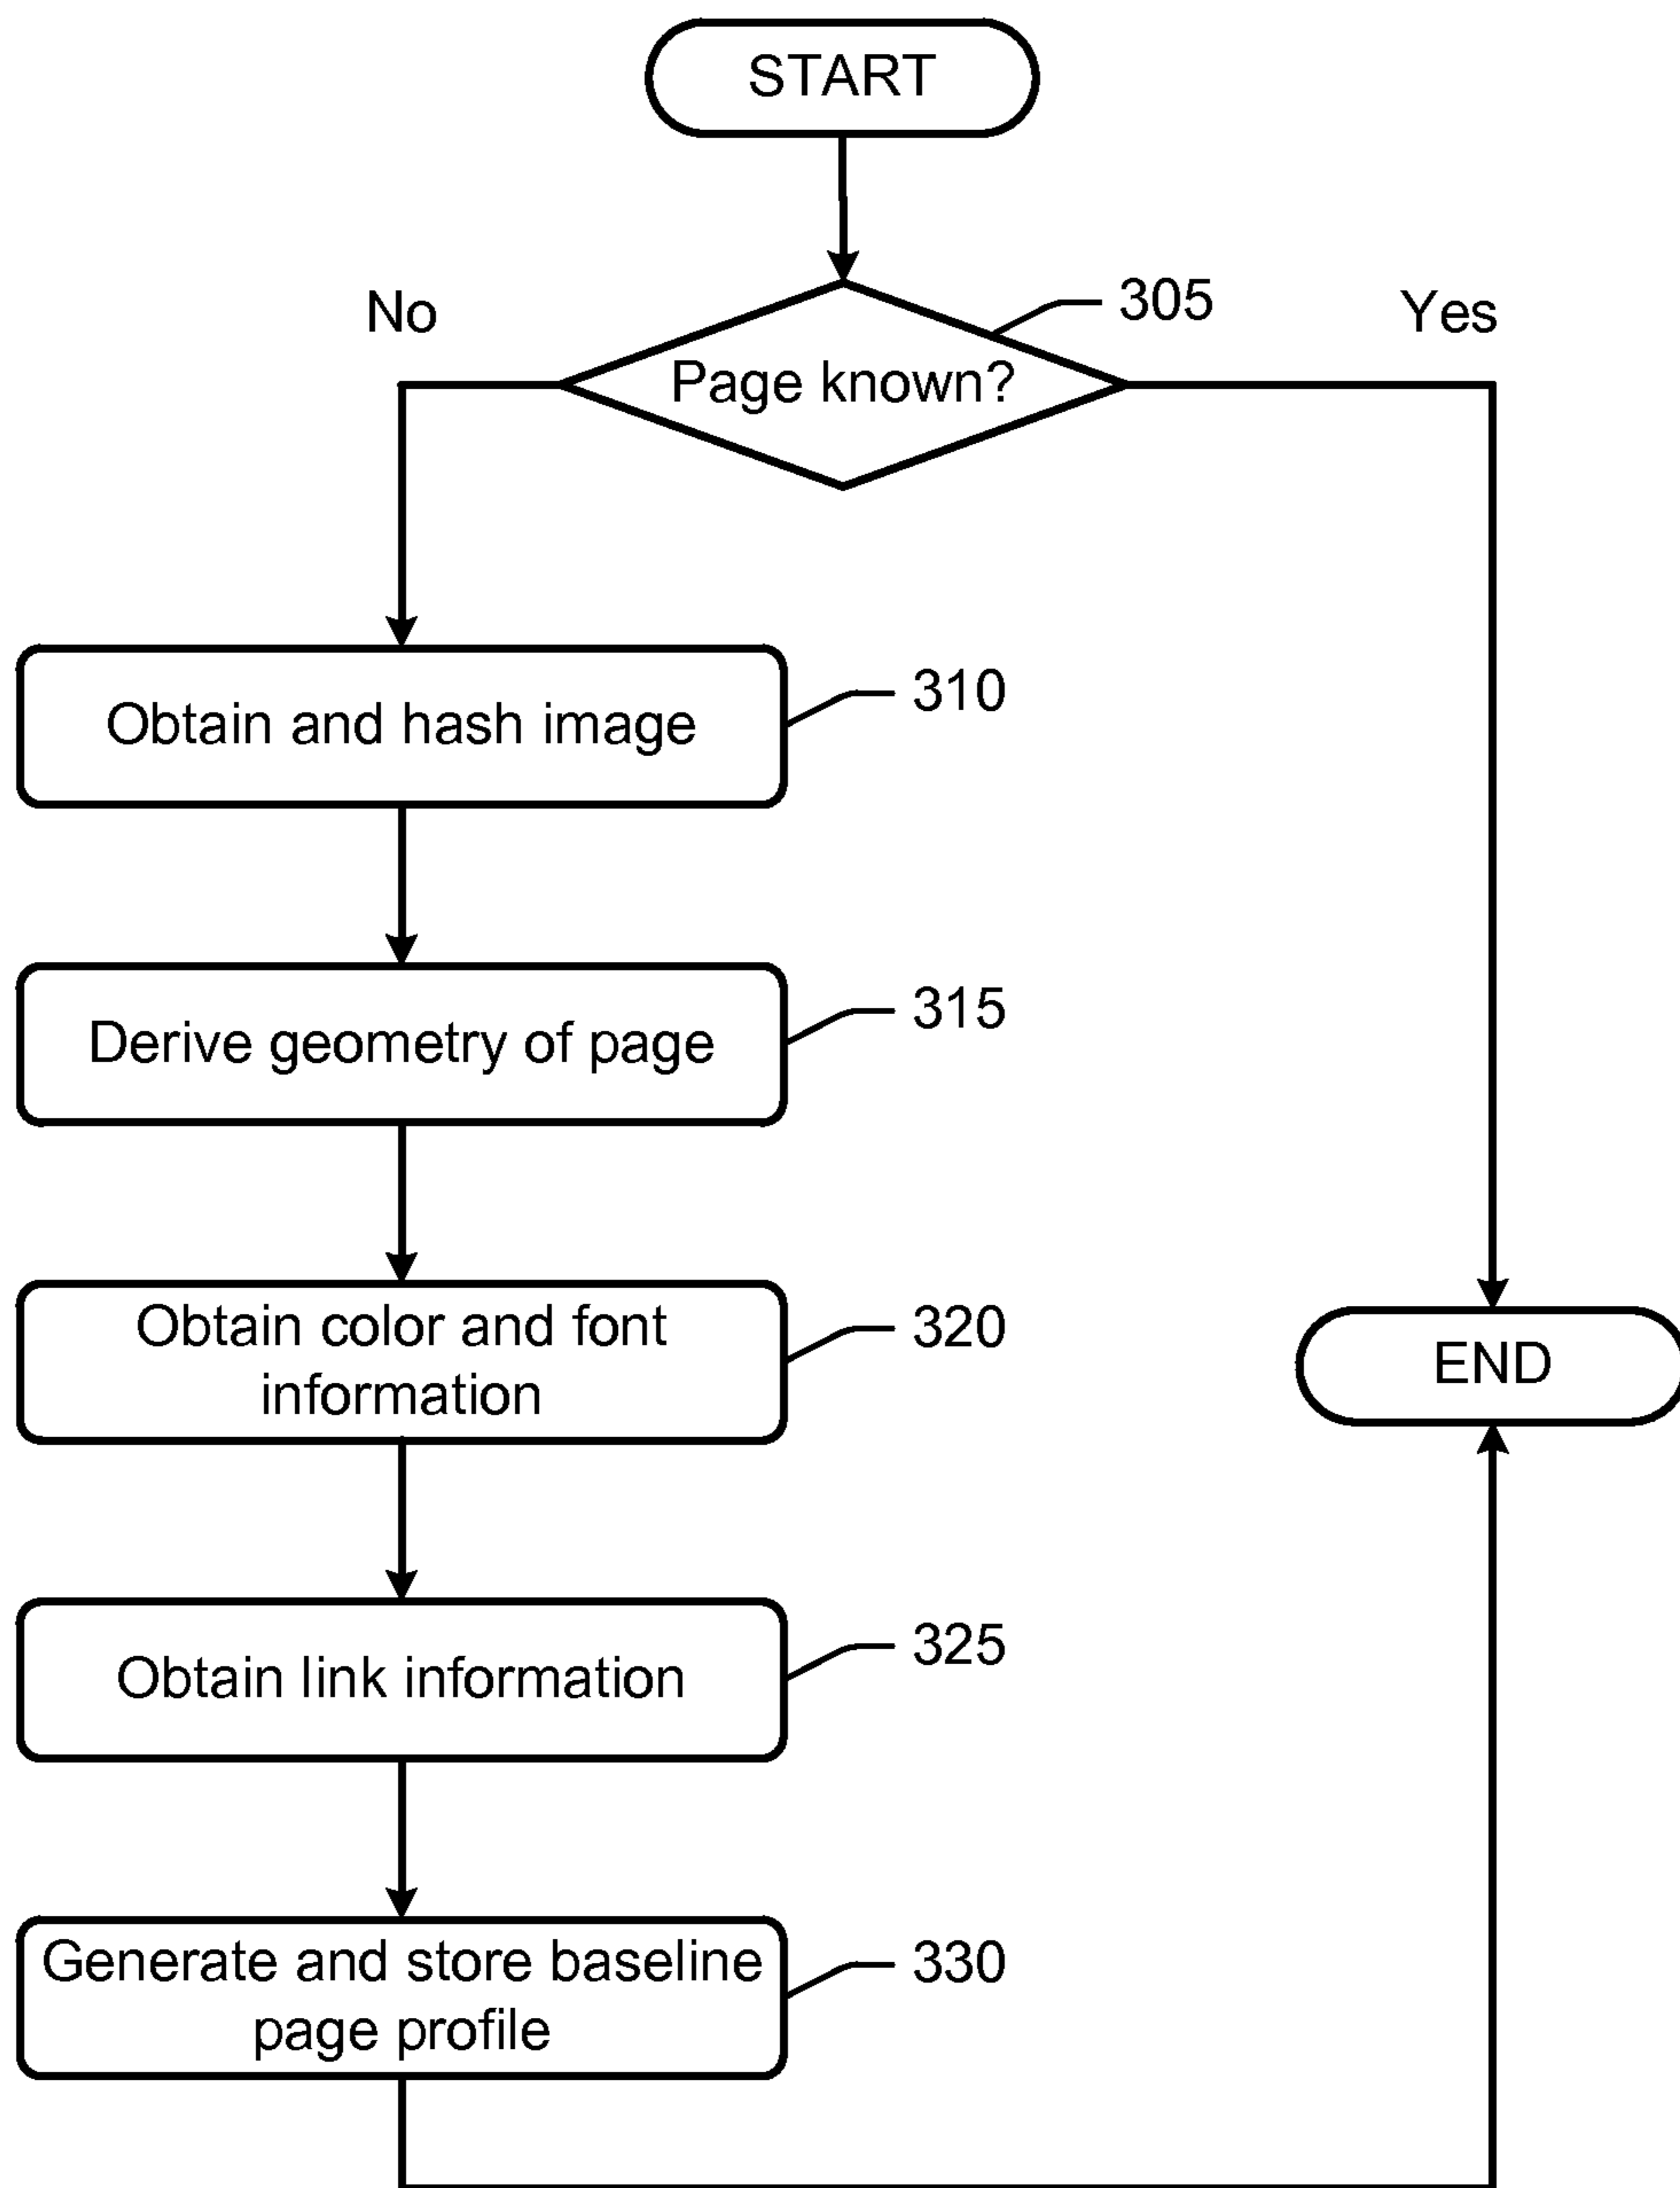 START
305
No
Yes
Page known?
310
Obtain and hash image
315
Derive geometry of page
320
Obtain color and font
information
END
325
Obtain link information
330
Generate and store baseline
page profile